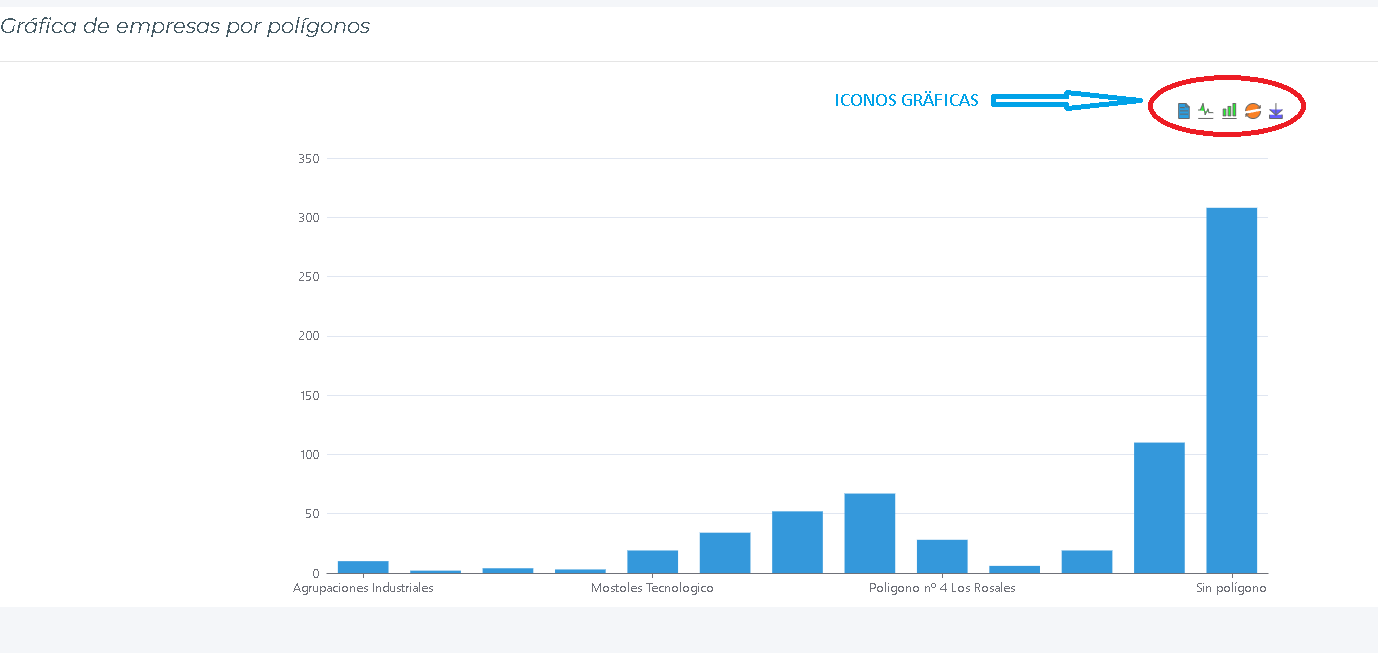 Gráfica de empresas por polígonos
ICONOS GRÄFICAS
350
300
250
200
150
100
50
0
Agrupaciones Industriales
Mostoles Tecnologico
Poligono nº 4 Los Rosales
Sin polígono